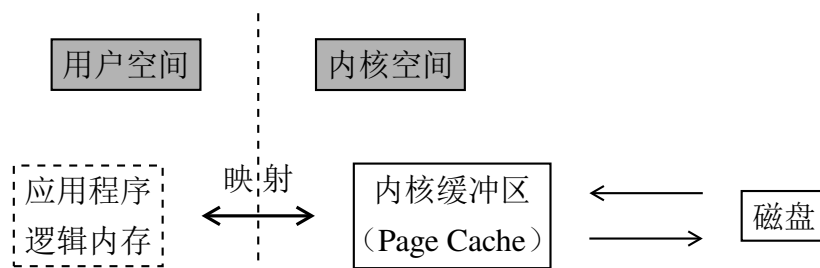 用户空间
内核空间
映射
应用程序
逻辑内存
内核缓冲区
（Page Cache）
磁盘